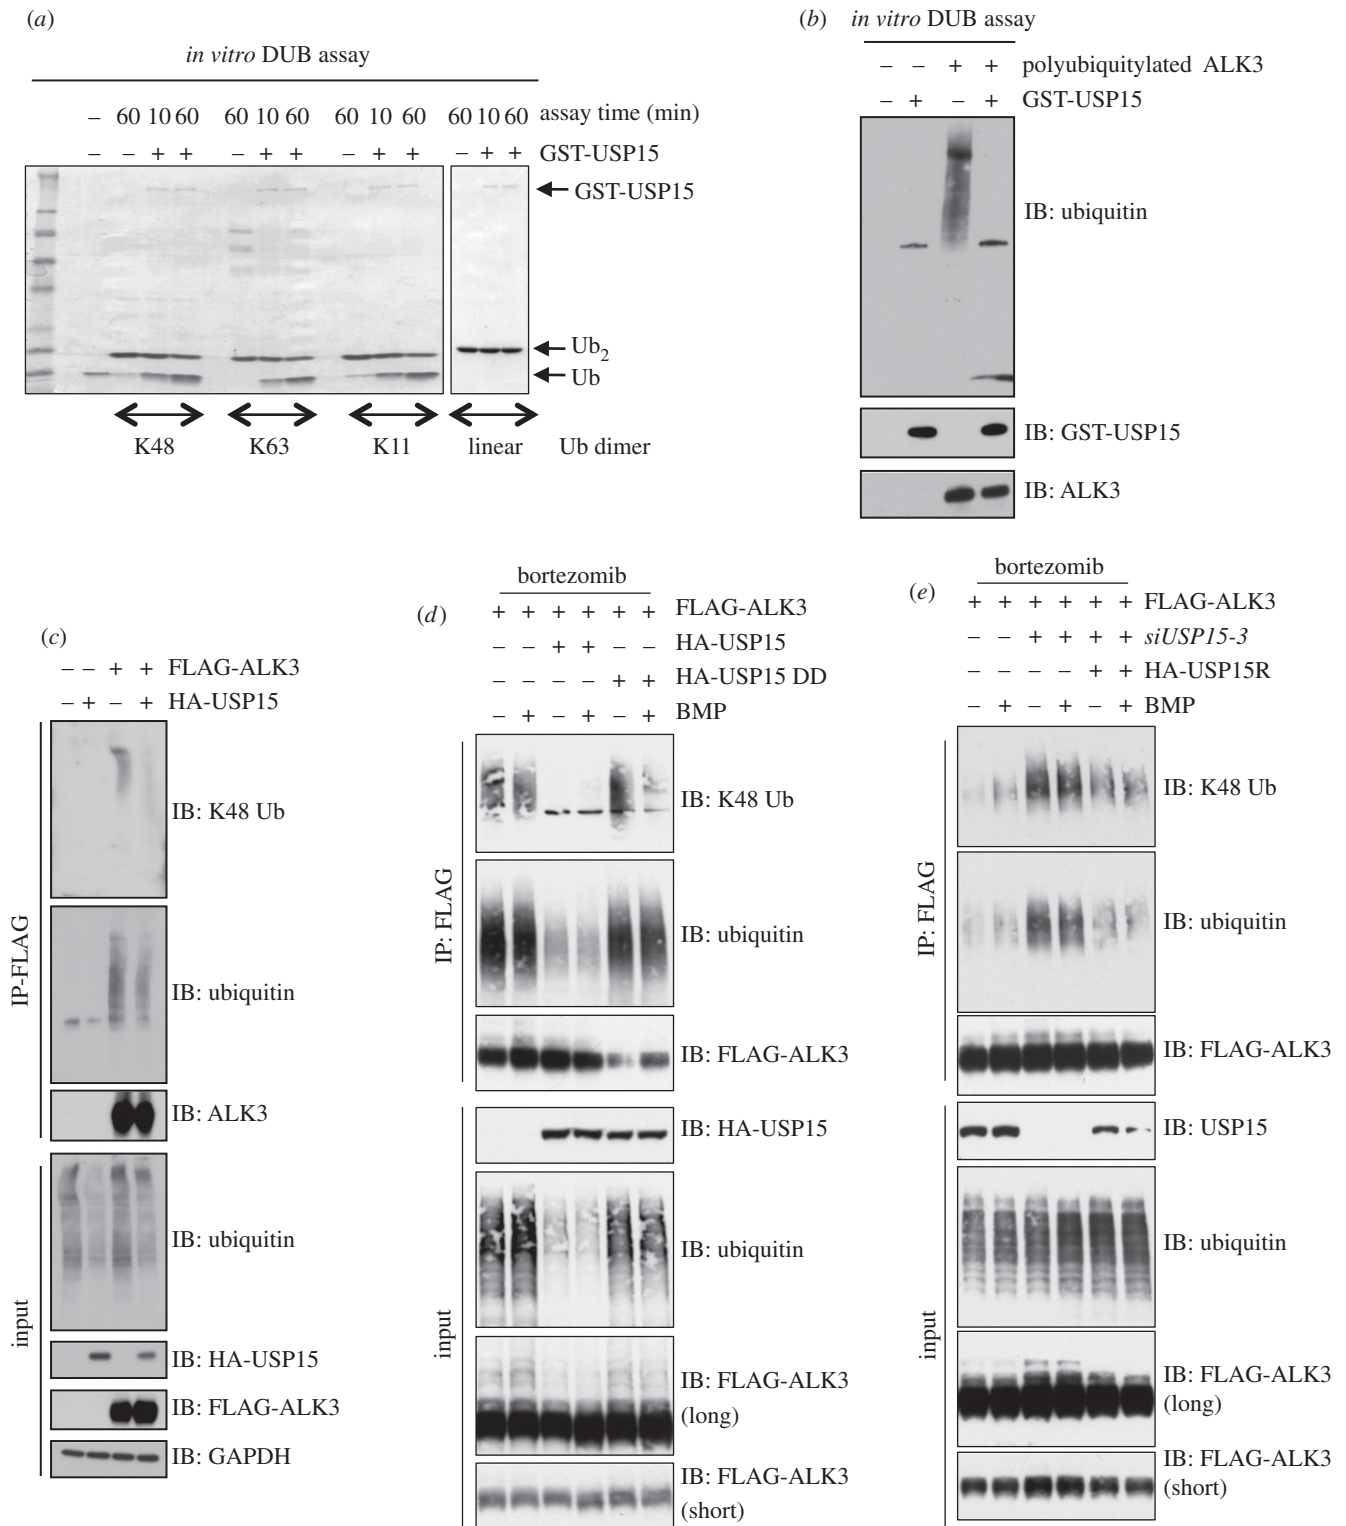 (a)
in vitro DUB assay
– 60 10 60 60 10 60 60 10 60 60 10 60 assay time (min)
– – + + – + + – + + – + + GST-USP15
GST-USP15
Ub2
Ub
K48 K63 K11 linear Ub dimer
(b) in vitro DUB assay
– – + + polyubiquitylated ALK3
– + – + GST-USP15
IB: ubiquitin
IB: GST-USP15
IB: ALK3
(c)
– – + + FLAG-ALK3
– + – + HA-USP15
IP-FLAG
IB: K48 Ub
IB: ubiquitin
IB: ALK3
input
IB: ubiquitin
IB: HA-USP15
IB: FLAG-ALK3
IB: GAPDH
(d)
bortezomib
+ + + + + + FLAG-ALK3
– – + + – – HA-USP15
– – – – + + HA-USP15 DD
– + – + – + BMP
IP: FLAG
IB: K48 Ub
IB: ubiquitin
IB: FLAG-ALK3
input
IB: HA-USP15
IB: ubiquitin
IB: FLAG-ALK3
(long)
IB: FLAG-ALK3
(short)
(e)
bortezomib
+ + + + + + FLAG-ALK3
– – + + + + siUSP15-3
– – – – + + HA-USP15R
– + – + – + BMP
IP: FLAG
IB: K48 Ub
IB: ubiquitin
IB: FLAG-ALK3
input
IB: USP15
IB: ubiquitin
IB: FLAG-ALK3
(long)
IB: FLAG-ALK3
(short)